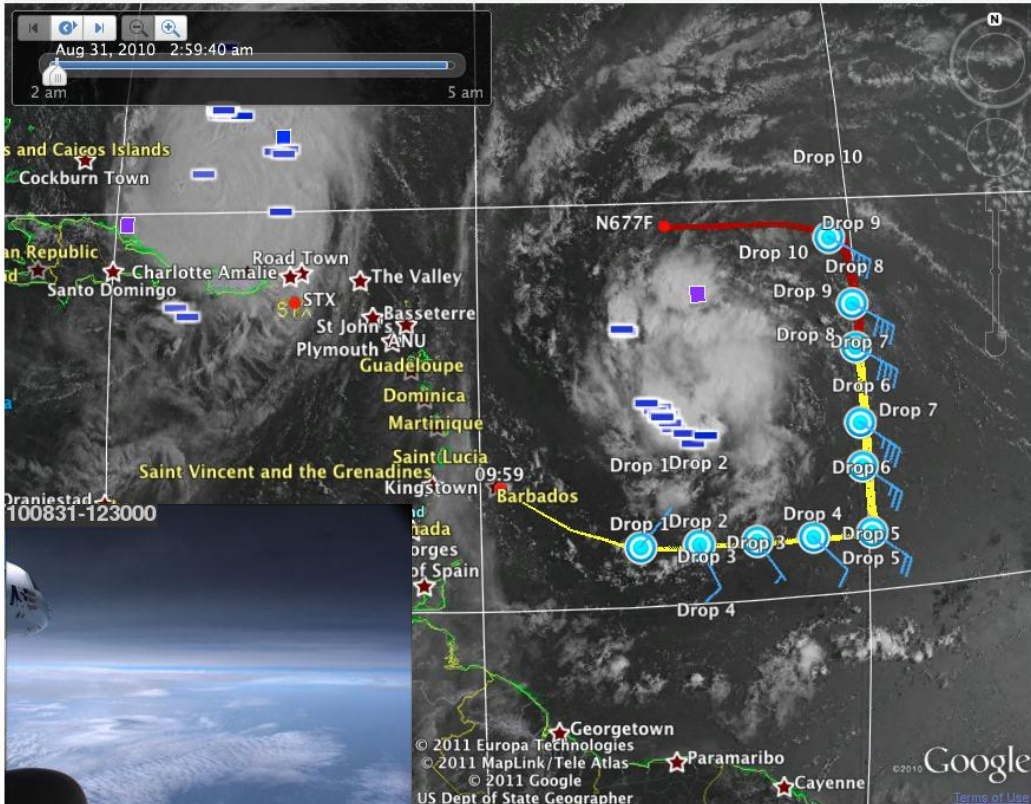 Aug 31, 2010 2:59:40 am
2 am
5 am
N
s and Caicos Islands
Cockburn Town
Drop 10
N677F
Drop 9
Drop 10
an Republic
Road Town
Drop 8
Charlotte Amalie
The Valley
Santo Domingo
STX
Drop 9
Basseterre
St John's
Drop 8
Drop 7
Plymouth
ANU
Guadeloupe
Drop 6
Dominica
Drop 7
Martinique
Saint Lucia
Drop 1
Drop 2
Drop 6
Saint Vincent and the Grenadines
09:59
Kingstown
Barbados
Oranjestad
100831-123000
nd
Drop 1
Drop 2
Drop 4
nada
Drop 3
Drop 5
orges
Drop 3
Drop 5
of Spain
Drop 4
Georgetown
© 2011 Europa Technologies
© 2011 MapLink/Tele Atlas
Paramaribo
© 2010 Google
© 2011 Google
Cayenne
US Dept of State Geographer
Terms of Use